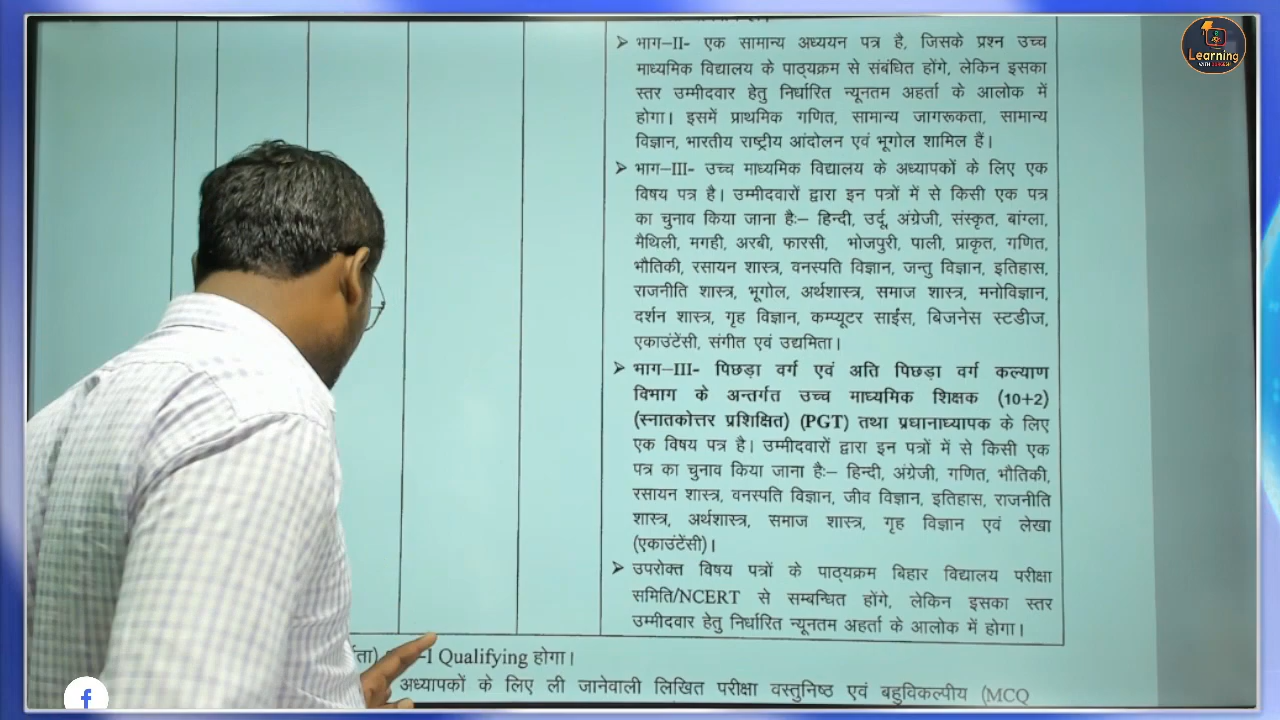 Learning
➢ भाग–II- एक सामान्य अध्ययन पत्र है, जिसके प्रश्न उच्च
माध्यमिक विद्यालय के पाठ्यक्रम से संबंधित होंगे, लेकिन इसका
स्तर उम्मीदवार हेतु निर्धारित न्यूनतम अहर्ता के आलोक में
होगा। इसमें प्राथमिक गणित, सामान्य जागरूकता, सामान्य
विज्ञान, भारतीय राष्ट्रीय आंदोलन एवं भूगोल शामिल हैं।
➢ भाग–III- उच्च माध्यमिक विद्यालय के अध्यापकों के लिए एक
विषय पत्र है। उम्मीदवारों द्वारा इन पत्रों में से किसी एक पत्र
का चुनाव किया जाना हैः– हिन्दी, उर्दू, अंग्रेजी, संस्कृत, बांग्ला,
मैथिली, मगही, अरबी, फारसी, भोजपुरी, पाली, प्राकृत, गणित,
भौतिकी, रसायन शास्त्र, वनस्पति विज्ञान, जन्तु विज्ञान, इतिहास,
राजनीति शास्त्र, भूगोल, अर्थशास्त्र, समाज शास्त्र, मनोविज्ञान,
दर्शन शास्त्र, गृह विज्ञान, कम्प्यूटर साईंस, बिजनेस स्टडीज,
एकाउंटेंसी, संगीत एवं उद्यमिता।
➢ भाग–III- पिछड़ा वर्ग एवं अति पिछड़ा वर्ग कल्याण
विभाग के अन्तर्गत उच्च माध्यमिक शिक्षक (10+2)
(स्नातकोत्तर प्रशिक्षित) (PGT) तथा प्रधानाध्यापक के लिए
एक विषय पत्र है। उम्मीदवारों द्वारा इन पत्रों में से किसी एक
पत्र का चुनाव किया जाना हैः– हिन्दी, अंग्रेजी, गणित, भौतिकी,
रसायन शास्त्र, वनस्पति विज्ञान, जीव विज्ञान, इतिहास, राजनीति
शास्त्र, अर्थशास्त्र, समाज शास्त्र, गृह विज्ञान एवं लेखा
(एकाउंटेंसी)।
➢ उपरोक्त विषय पत्रों के पाठ्यक्रम बिहार विद्यालय परीक्षा
समिति/NCERT से सम्बन्धित होंगे, लेकिन इसका स्तर
उम्मीदवार हेतु निर्धारित न्यूनतम अहर्ता के आलोक में होगा।
-I Qualifying होगा।
अध्यापकों के लिए ली जानेवाली लिखित परीक्षा वस्तुनिष्ठ एवं बहुविकल्पीय (MCQ